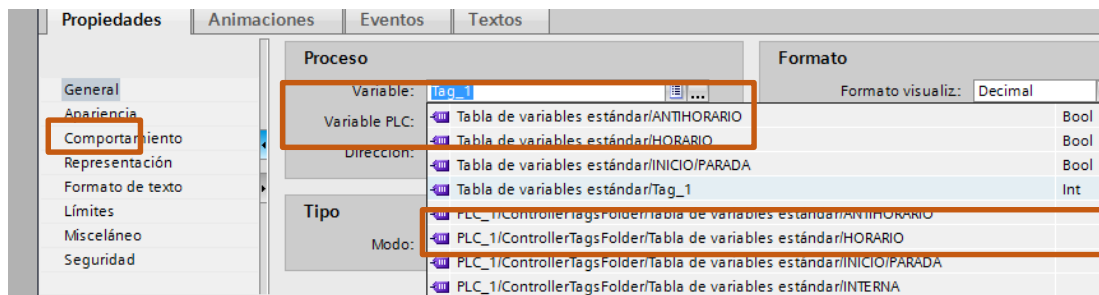 Propiedades Animaciones Eventos Textos
General
Apariencia
Comportamiento
Representación
Formato de texto
Límites
Misceláneo
Seguridad
Proceso
Variable: Tag_1 ...
Variable PLC:
Dirección:
Tipo
Modo:
Formato
Formato visualiz.: Decimal
Tabla de variables estándar/ANTIHORARIO Bool
Tabla de variables estándar/HORARIO Bool
Tabla de variables estándar/INICIO/PARADA Bool
Tabla de variables estándar/Tag_1 Int
PLC_1/ControllerTagsFolder/Tabla de variables estándar/ANTIHORARIO
PLC_1/ControllerTagsFolder/Tabla de variables estándar/HORARIO
PLC_1/ControllerTagsFolder/Tabla de variables estándar/INICIO/PARADA
PLC_1/ControllerTagsFolder/Tabla de variables estándar/INTERNA